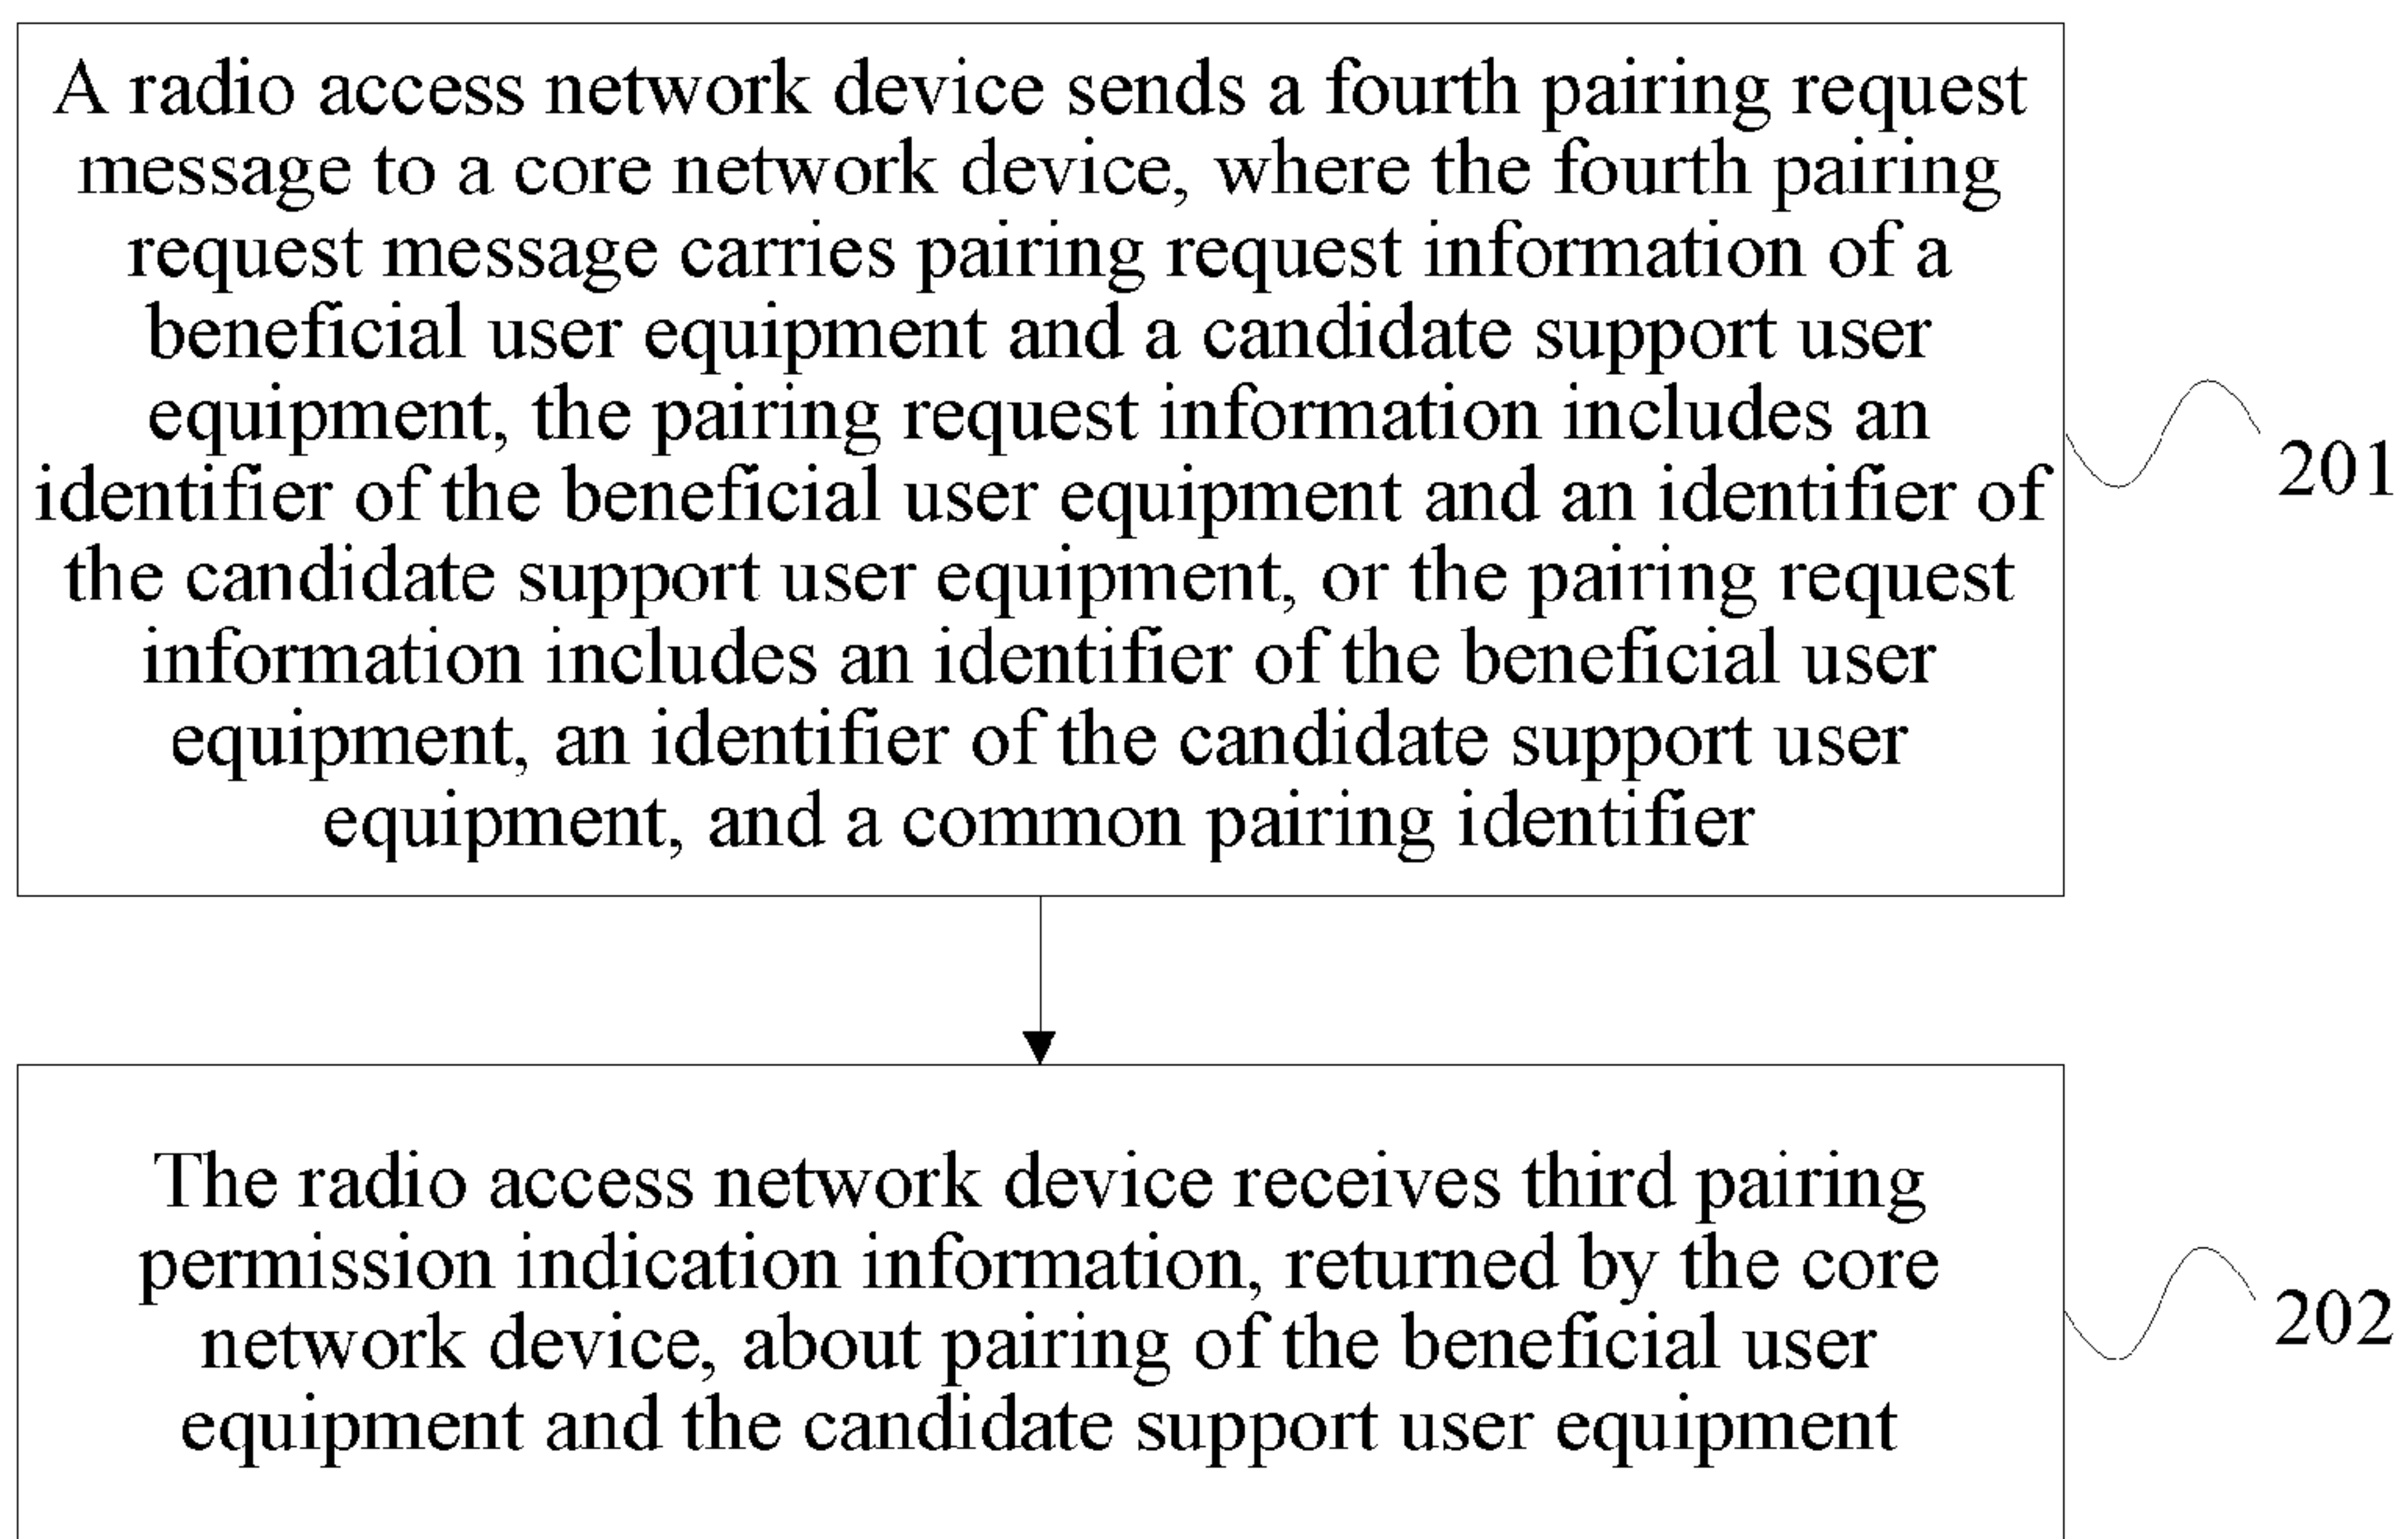 A radio access network device sends a fourth pairing request
message to a core network device, where the fourth pairing
request message carries pairing request information of a
beneficial user equipment and a candidate support user
equipment, the pairing request information includes an
identifier of the beneficial user equipment and an identifier of
the candidate support user equipment, or the pairing request
information includes an identifier of the beneficial user
equipment, an identifier of the candidate support user
equipment, and a common pairing identifier
201
The radio access network device receives third pairing
permission indication information, returned by the core
network device, about pairing of the beneficial user
equipment and the candidate support user equipment
202